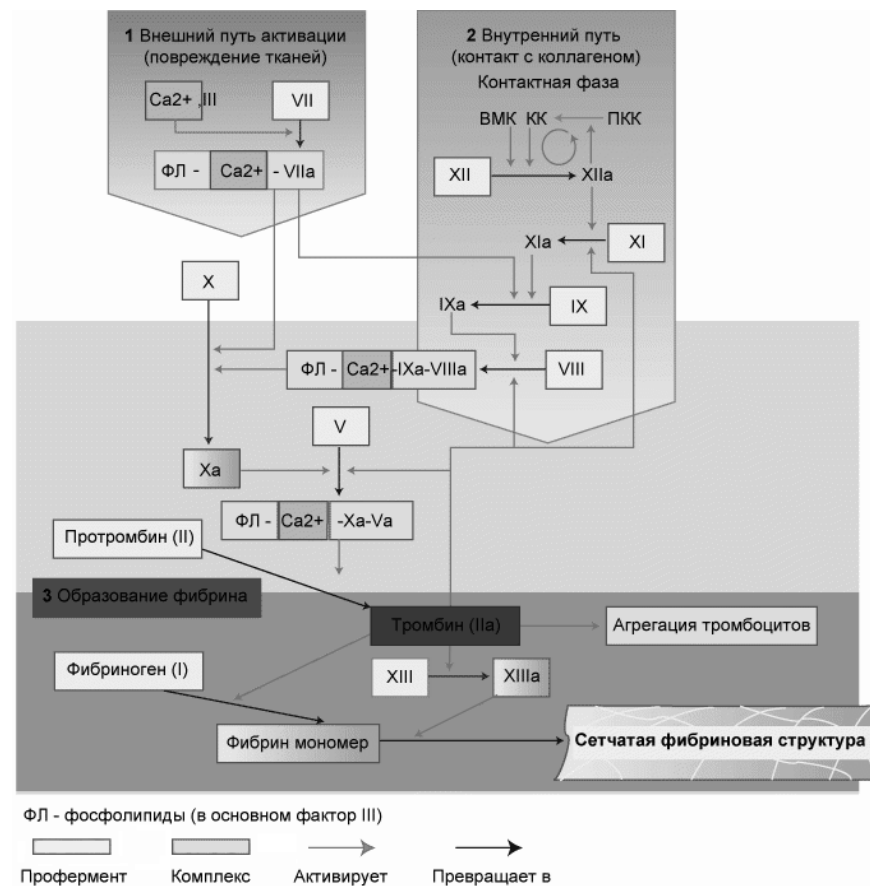 1 Внешний путь активации
(повреждение тканей)
Ca2+ ,III
VII
ФЛ - Ca2+ - VIIa
2 Внутренний путь
(контакт с коллагеном)
Контактная фаза
ВМК КК ПКК
XII
XIIa
XIa
XI
X
IXa
IX
ФЛ - Ca2+ -IXa-VIIIa
VIII
V
Xa
ФЛ - Ca2+ -Xa-Va
Протромбин (II)
3 Образование фибрина
Тромбин (IIa)
Агрегация тромбоцитов
Фибриноген (I)
XIII
XIIIa
Фибрин мономер
Сетчатая фибриновая структура
ФЛ - фосфолипиды (в основном фактор III)
Профермент
Комплекс
Активирует
Превращает в